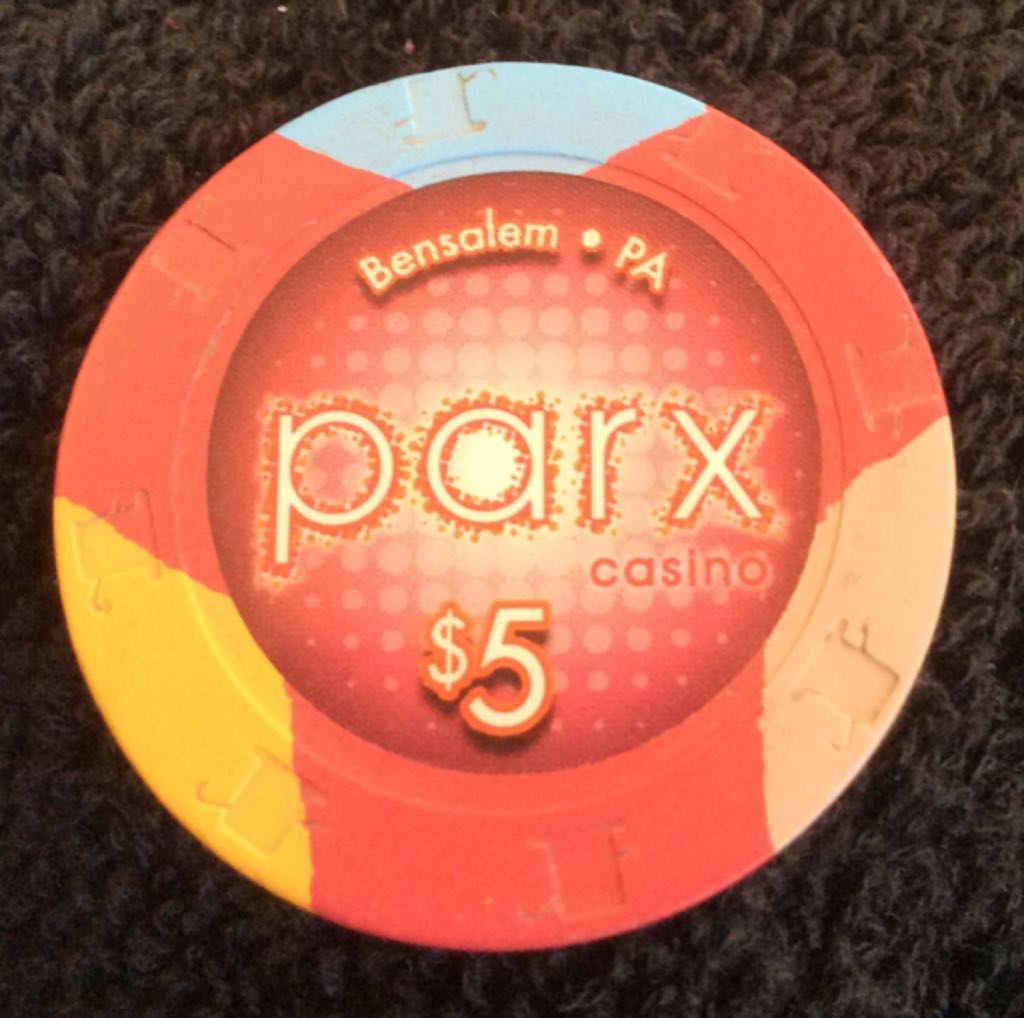 Bensalem • PA
parx
casino
$5